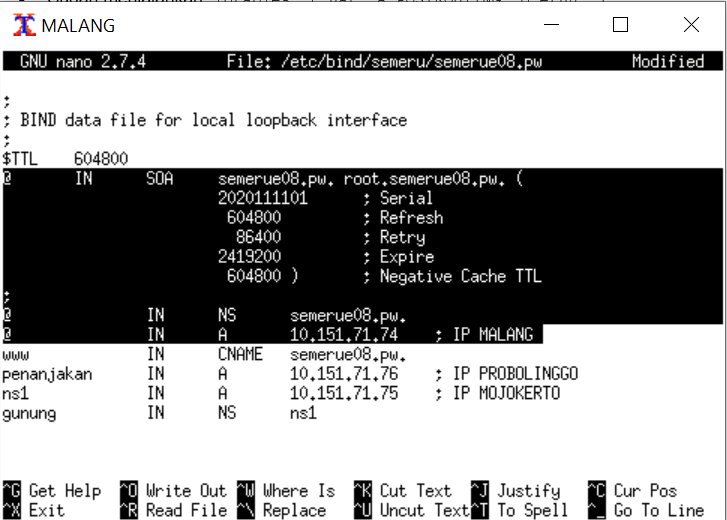 MALANG
GNU nano 2.7.4 File: /etc/bind/semeru/semerue08.pw Modified
;
; BIND data file for local loopback interface
;
$TTL 604800
@ IN SOA semerue08.pw. root.semerue08.pw. (
2020111101 ; Serial
604800 ; Refresh
86400 ; Retry
2419200 ; Expire
604800 ) ; Negative Cache TTL
;
@ IN NS semerue08.pw.
@ IN A 10.151.71.74 ; IP MALANG
www IN CNAME semerue08.pw.
penanjakan IN A 10.151.71.76 ; IP PROBOLINGGO
ns1 IN A 10.151.71.75 ; IP MOJOKERTO
gunung IN NS ns1
^G Get Help ^O Write Out ^W Where Is ^K Cut Text ^J Justify ^C Cur Pos
^X Exit ^R Read File ^\ Replace ^U Uncut Text ^T To Spell ^_ Go To Line